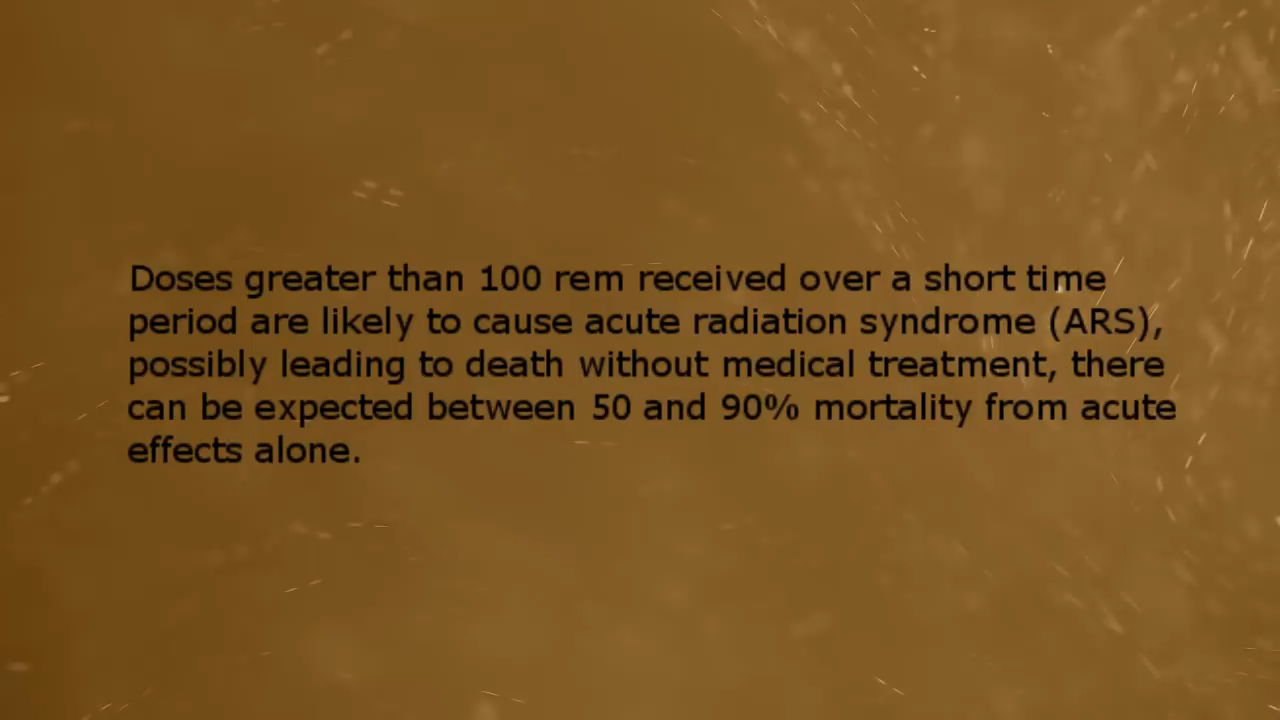 Doses greater than 100 rem received over a short time
period are likely to cause acute radiation syndrome (ARS),
possibly leading to death without medical treatment, there
can be expected between 50 and 90% mortality from acute
effects alone.